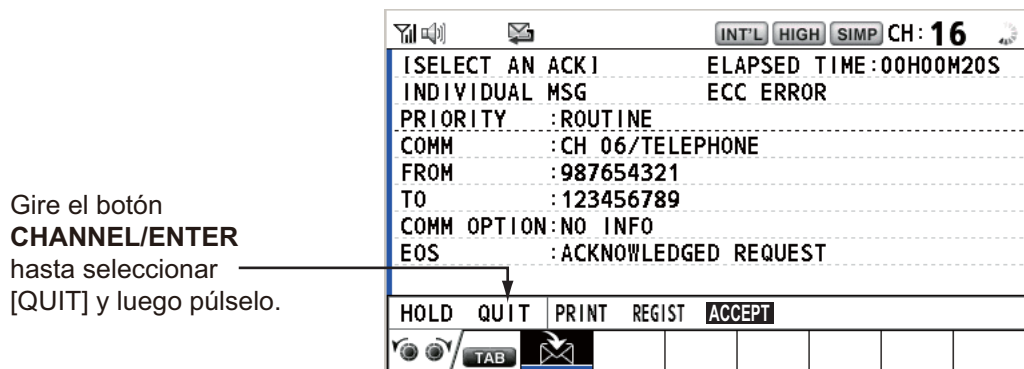 INT'L HIGH SIMP CH: 16
[SELECT AN ACK] ELAPSED TIME:00H00M20S
INDIVIDUAL MSG ECC ERROR
PRIORITY :ROUTINE
COMM :CH 06/TELEPHONE
FROM :987654321
TO :123456789
COMM OPTION:NO INFO
EOS :ACKNOWLEDGED REQUEST
HOLD QUIT PRINT REGIST ACCEPT
TAB
Gire el botón
CHANNEL/ENTER
hasta seleccionar
[QUIT] y luego púlselo.